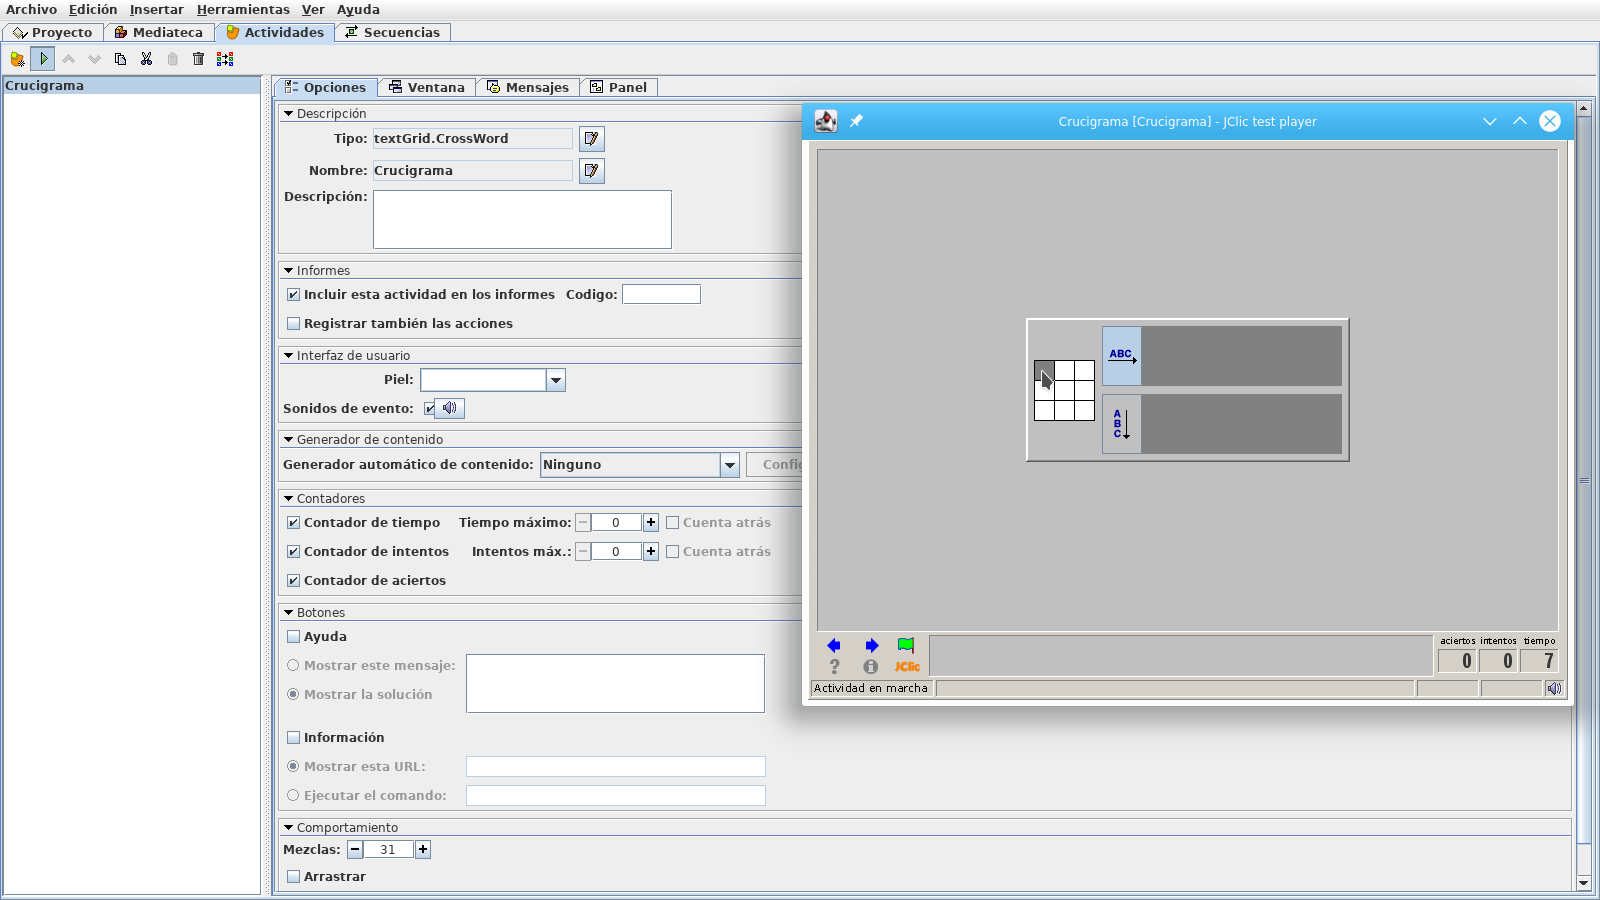 Archivo Edición Insertar Herramientas Ver Ayuda
Proyecto Mediateca Actividades Secuencias
Crucigrama
Opciones Ventana Mensajes Panel
Descripción
Tipo: textGrid.CrossWord
Nombre: Crucigrama
Descripción:
Informes
Incluir esta actividad en los informes Codigo:
Registrar también las acciones
Interfaz de usuario
Piel:
Sonidos de evento:
Generador de contenido
Generador automático de contenido: Ninguno Config
Contadores
Contador de tiempo Tiempo máximo: 0 Cuenta atrás
Contador de intentos Intentos máx.: 0 Cuenta atrás
Contador de aciertos
Botones
Ayuda
Mostrar este mensaje:
Mostrar la solución
Información
Mostrar esta URL:
Ejecutar el comando:
Comportamiento
Mezclas: 31
Arrastrar
Crucigrama [Crucigrama] - JClic test player
ABC
A
B
C
aciertos intentos tiempo
? JClic 0 0 7
Actividad en marcha